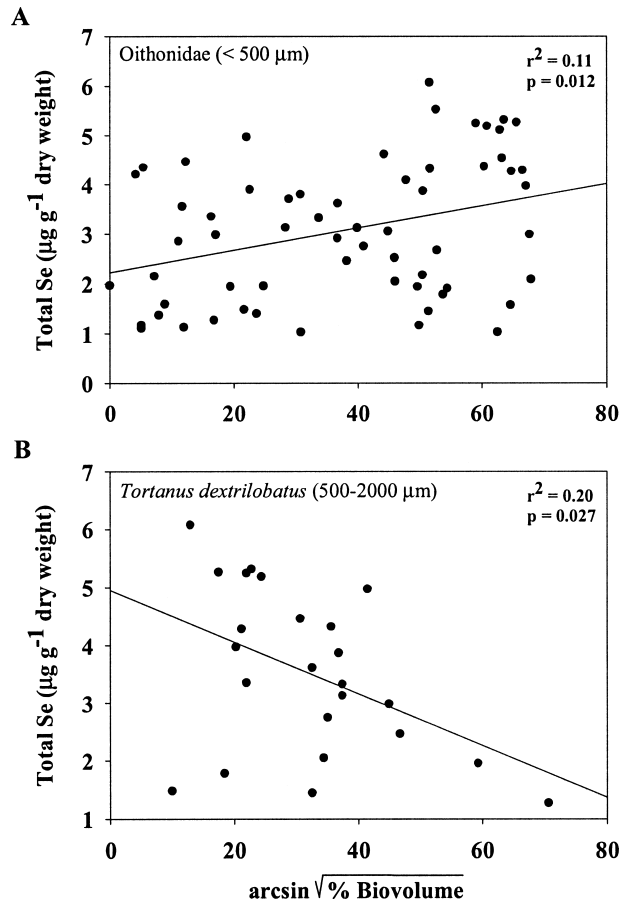 A
Oithonidae (< 500 µm)
r² = 0.11
p = 0.012
Total Se (µg g⁻¹ dry weight)
7
6
5
4
3
2
1
0
0 20 40 60 80
B
Tortanus dextrilobatus (500-2000 µm)
r² = 0.20
p = 0.027
Total Se (µg g⁻¹ dry weight)
7
6
5
4
3
2
1
0 20 40 60 80
arcsin √% Biovolume